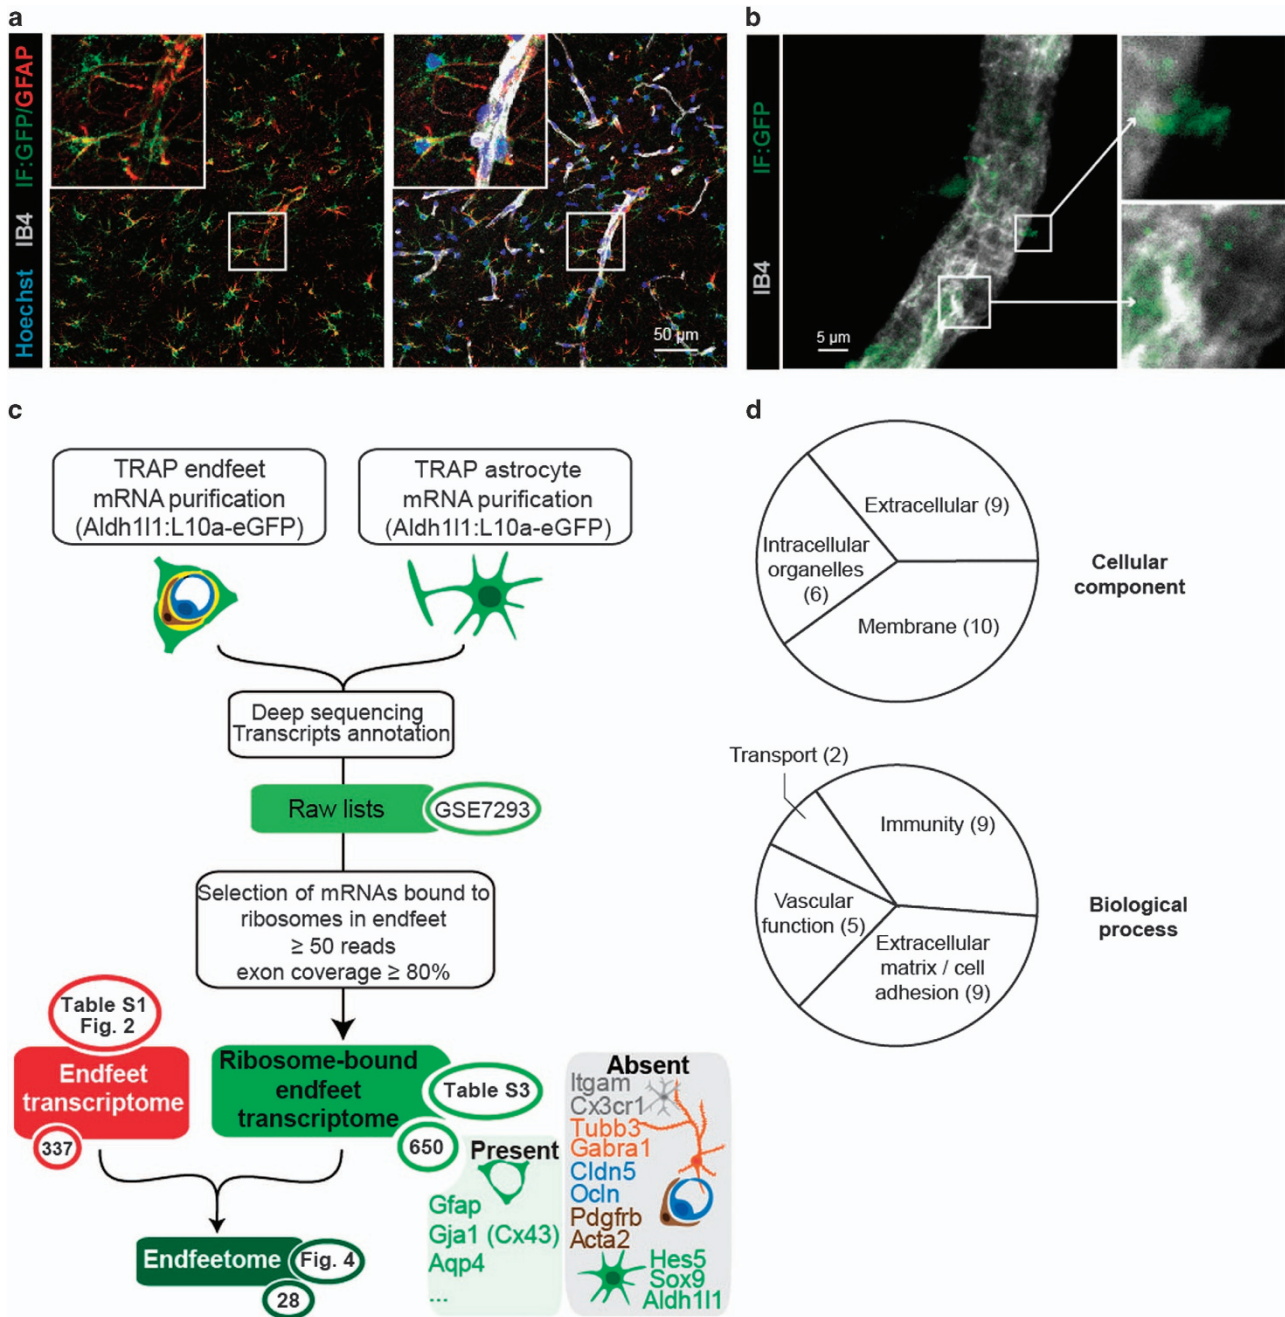 a
Hoechst IB4 IF:GFP/GFAP
50 µm
b
IB4 IF:GFP
5 µm
c
TRAP endfeet
mRNA purification
(Aldh1l1:L10a-eGFP)
TRAP astrocyte
mRNA purification
(Aldh1l1:L10a-eGFP)
Deep sequencing
Transcripts annotation
Raw lists
GSE7293
Selection of mRNAs bound to
ribosomes in endfeet
≥ 50 reads
exon coverage ≥ 80%
Table S1
Fig. 2
Endfeet
transcriptome
337
Ribosome-bound
endfeet
transcriptome
Table S3
650
Endfeetome
Fig. 4
28
Present
Gfap
Gja1 (Cx43)
Aqp4
...
Absent
Itgam
Cx3cr1
Tubb3
Gabra1
Cldn5
Ocln
Pdgfrb
Acta2
Hes5
Sox9
Aldh1l1
d
Extracellular (9)
Intracellular
organelles
(6)
Membrane (10)
Cellular
component
Transport (2)
Immunity (9)
Vascular
function (5)
Extracellular
matrix / cell
adhesion (9)
Biological
process